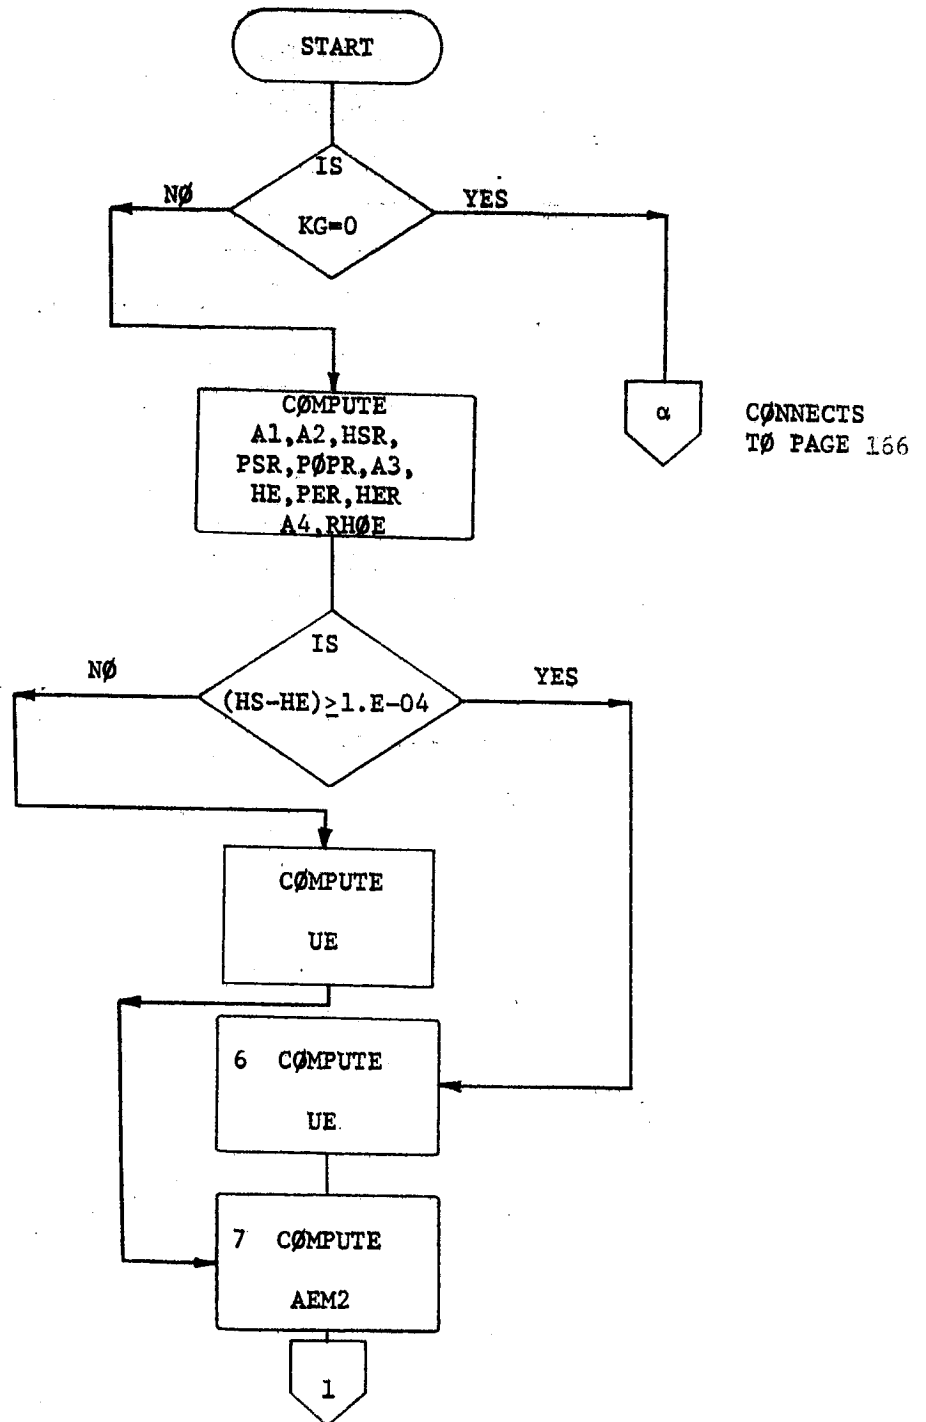 START
IS
KG=0
NØ
YES
CØMPUTE
A1,A2,HSR,
PSR,PØPR,A3,
HE,PER,HER
A4,RHØE
α
CØNNECTS
TØ PAGE 166
IS
(HS-HE)≥1.E-04
NØ
YES
CØMPUTE
UE
6 CØMPUTE
UE
7 CØMPUTE
AEM2
1